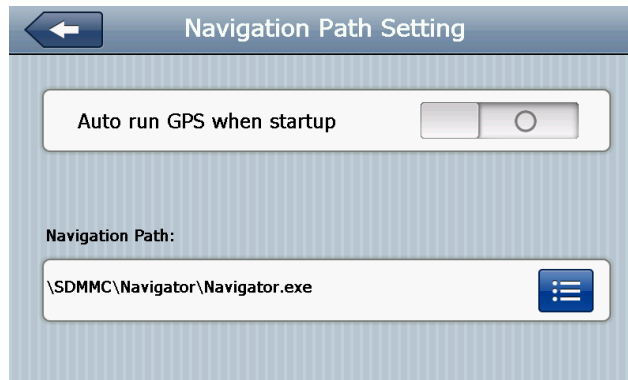 Navigation Path Setting
Auto run GPS when startup
Navigation Path:
\SDMMC\Navigator\Navigator.exe